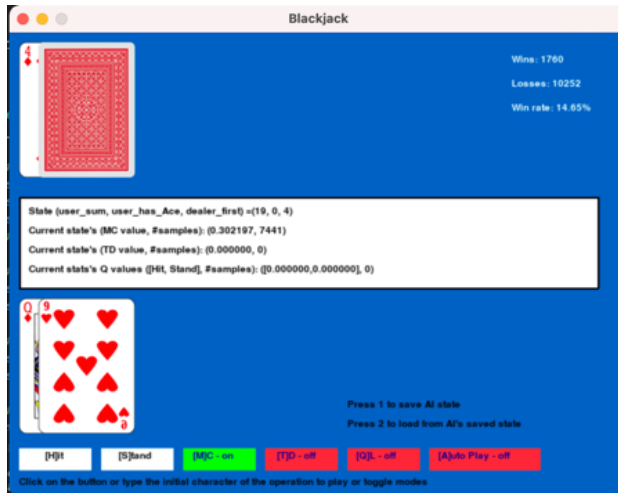 Blackjack
4
Wins: 1760
Losses: 10252
Win rate: 14.65%
State (user_sum, user_has_Ace, dealer_first) =(19, 0, 4)
Current state's (MC value, #samples): (0.302197, 7441)
Current state's (TD value, #samples): (0.000000, 0)
Current stats's Q values ([Hit, Stand], #samples): ([0.000000,0.000000], 0)
Q 9
9
Press 1 to save AI state
Press 2 to load from AI's saved state
[H]it [S]tand [M]C - on [T]D - off [Q]L - off [A]uto Play - off
Click on the button or type the initial character of the operation to play or toggle modes